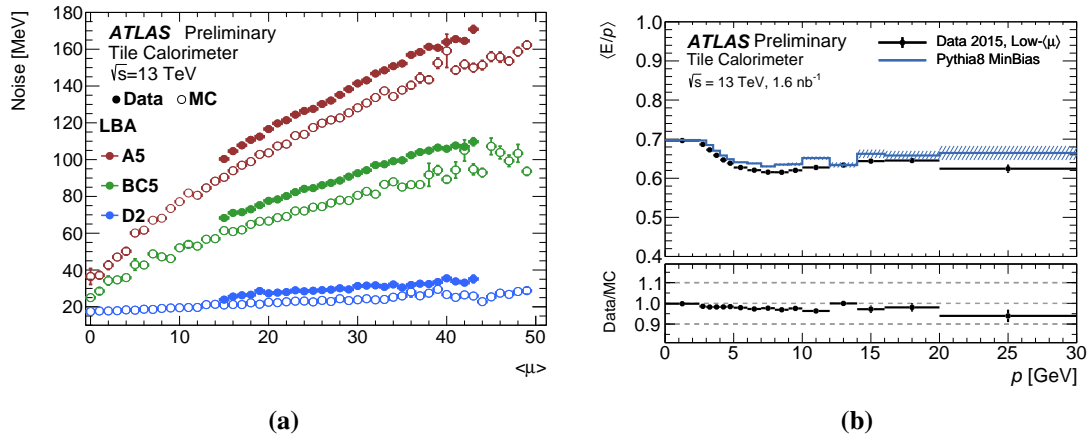 Noise [MeV]
180
160
140
120
100
80
60
40
20
0
10
20
30
40
50
<μ>
ATLAS Preliminary
Tile Calorimeter
√s=13 TeV
Data MC
LBA
A5
BC5
D2
(a)
⟨E/p⟩
1.0
0.9
0.8
0.7
0.6
0.5
0.4
ATLAS Preliminary
Tile Calorimeter
√s = 13 TeV, 1.6 nb⁻¹
Data 2015, Low-⟨μ⟩
Pythia8 MinBias
Data/MC
1.1
1.0
0.9
0
5
10
15
20
25
30
p [GeV]
(b)